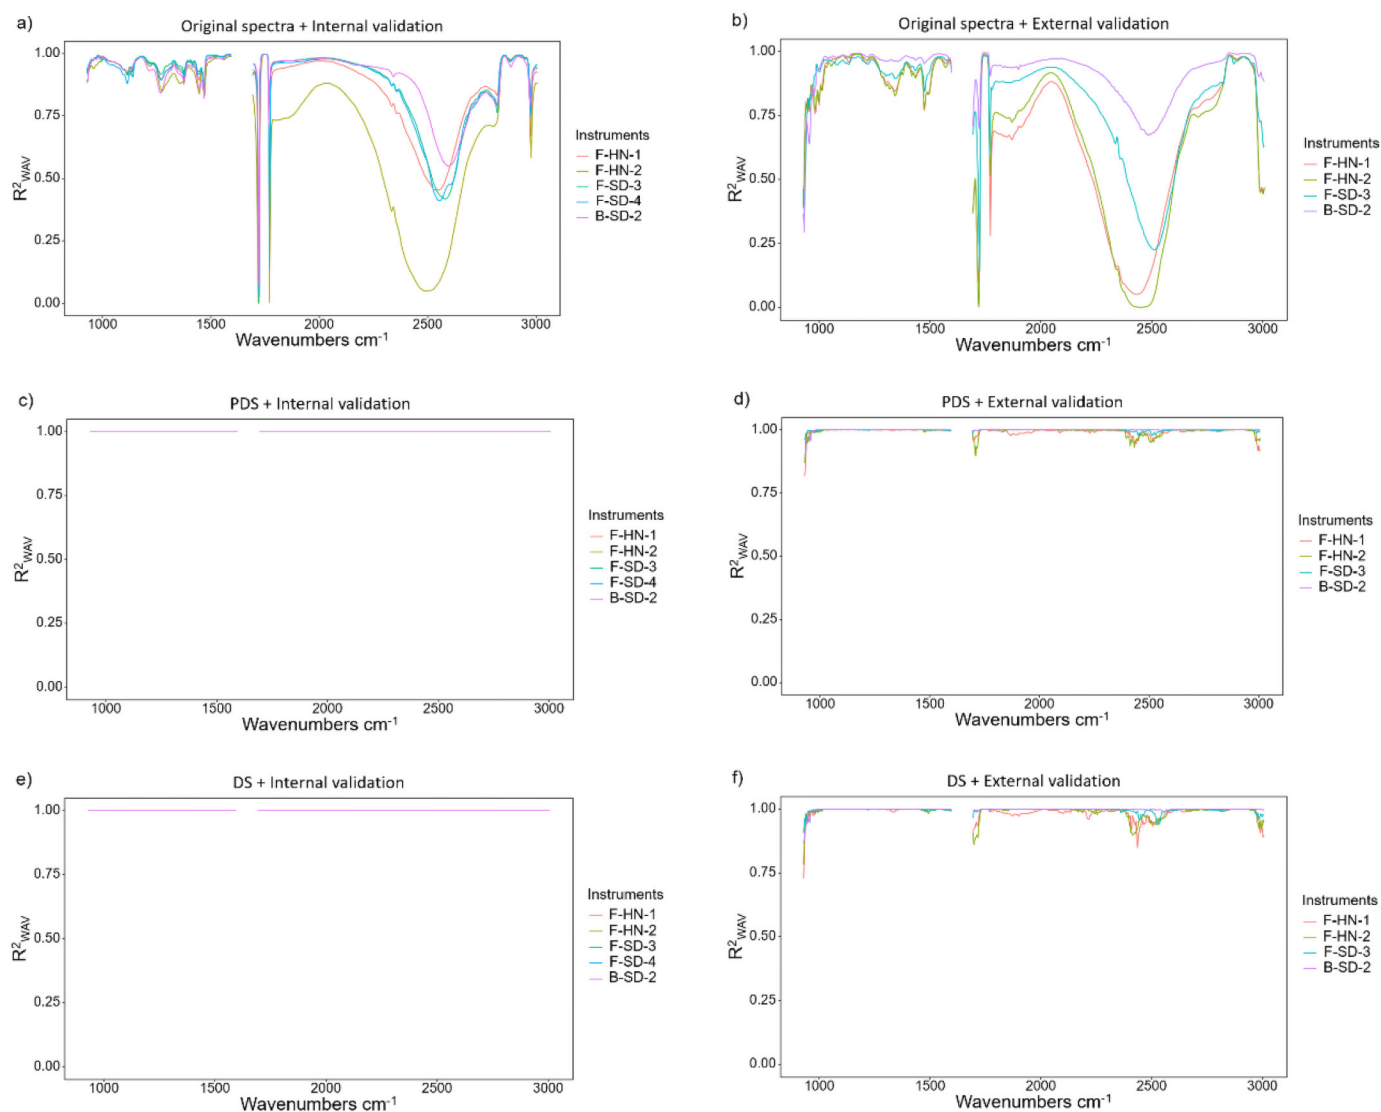 a)
Original spectra + Internal validation
1.00
0.75
0.50
0.25
0.00
R²WAV
1000 1500 2000 2500 3000
Wavenumbers cm⁻¹
Instruments
F-HN-1
F-HN-2
F-SD-3
F-SD-4
B-SD-2
b)
Original spectra + External validation
1.00
0.75
0.50
0.25
0.00
R²WAV
1000 1500 2000 2500 3000
Wavenumbers cm⁻¹
Instruments
F-HN-1
F-HN-2
F-SD-3
B-SD-2
c)
PDS + Internal validation
1.00
0.75
0.50
0.25
0.00
R²WAV
1000 1500 2000 2500 3000
Wavenumbers cm⁻¹
Instruments
F-HN-1
F-HN-2
F-SD-3
F-SD-4
B-SD-2
d)
PDS + External validation
1.00
0.75
0.50
0.25
0.00
R²WAV
1000 1500 2000 2500 3000
Wavenumbers cm⁻¹
Instruments
F-HN-1
F-HN-2
F-SD-3
B-SD-2
e)
DS + Internal validation
1.00
0.75
0.50
0.25
0.00
R²WAV
1000 1500 2000 2500 3000
Wavenumbers cm⁻¹
Instruments
F-HN-1
F-HN-2
F-SD-3
F-SD-4
B-SD-2
f)
DS + External validation
1.00
0.75
0.50
0.25
0.00
R²WAV
1000 1500 2000 2500 3000
Wavenumbers cm⁻¹
Instruments
F-HN-1
F-HN-2
F-SD-3
B-SD-2